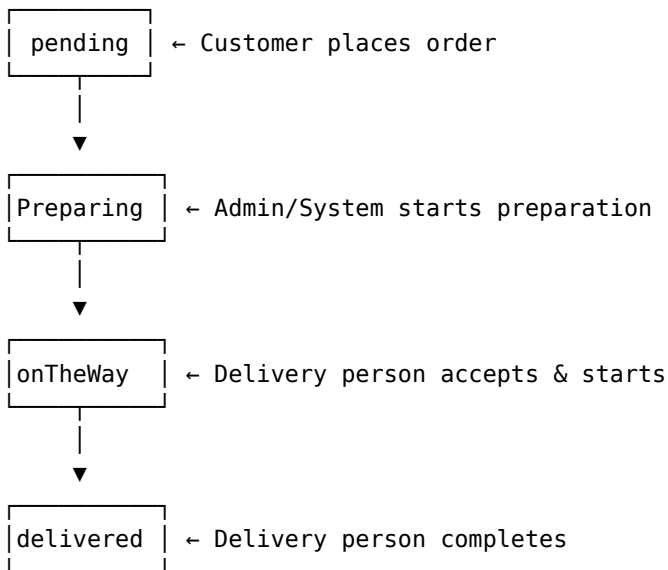 pending ← Customer places order
Preparing ← Admin/System starts preparation
onTheWay ← Delivery person accepts & starts
delivered ← Delivery person completes